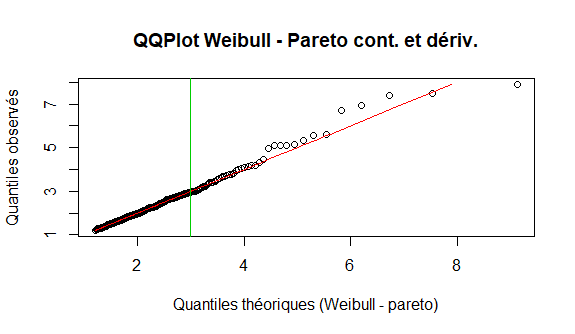 QQPlot Weibull - Pareto cont. et dériv.
Quantiles observés
7
5
3
1
2
4
6
8
Quantiles théoriques (Weibull - pareto)